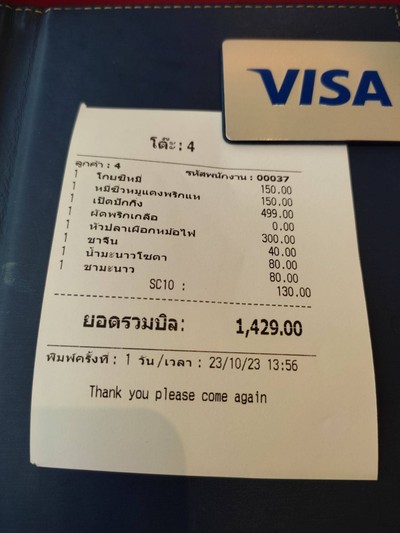 VISA
โต๊ะ: 4
ลูกค้า : 4 รหัสพนักงาน : 00037
1 โกยซีหมี่ 150.00
1 หมี่ซั่วหมูแดงพริกแห 150.00
1 เป็ดปักกิ่ง 499.00
1 ผัดพริกเกลือ 0.00
1 หัวปลาเผือกหม้อไฟ 300.00
1 ชาจีน 40.00
1 น้ำมะนาวโซดา 80.00
1 ชามะนาว 80.00
SC10 : 130.00
ยอดรวมบิล: 1,429.00
พิมพ์ครั้งที่ : 1 วัน/เวลา : 23/10/23 13:56
Thank you please come again